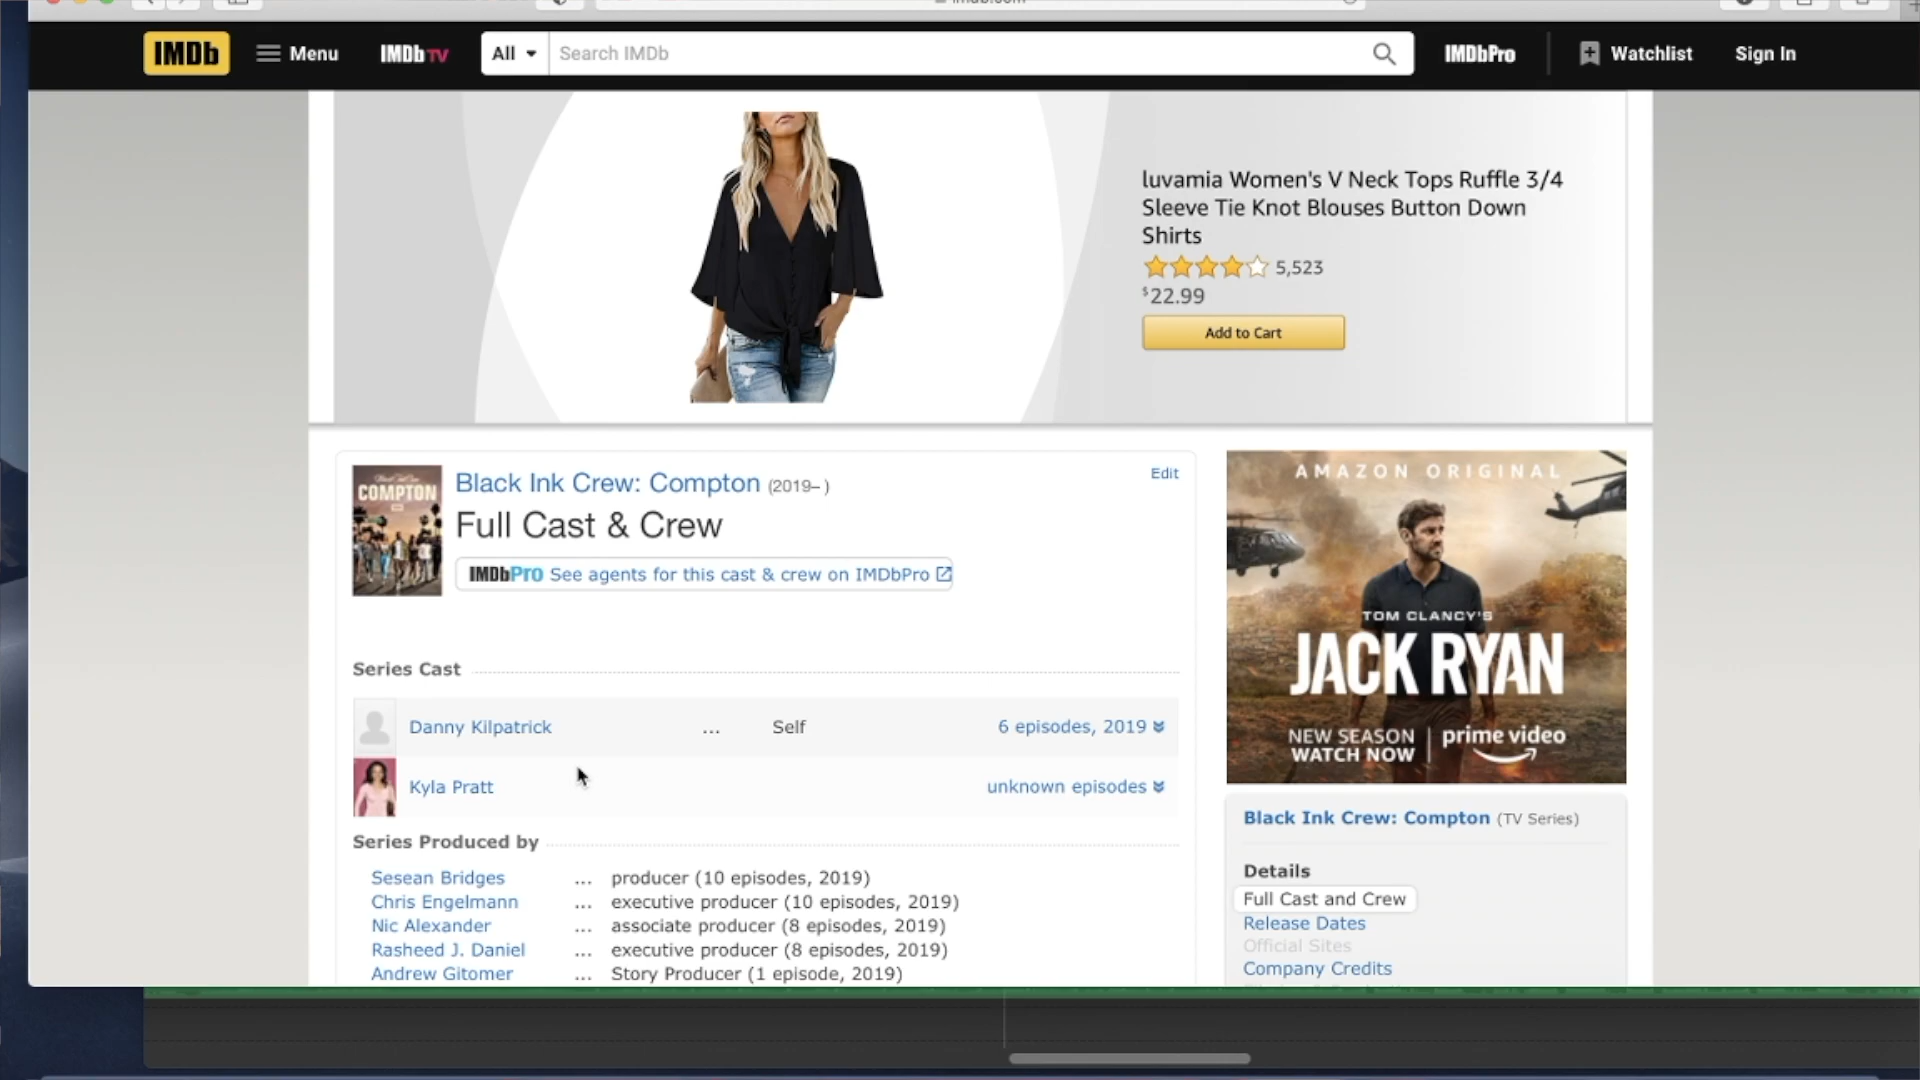 IMDb
Menu
IMDb TV
All
Search IMDb
IMDbPro
Watchlist
Sign In
luvamia Women's V Neck Tops Ruffle 3/4
Sleeve Tie Knot Blouses Button Down
Shirts
5,523
$22.99
Add to Cart
COMPTON
Black Ink Crew: Compton (2019– )
Edit
Full Cast & Crew
IMDbPro See agents for this cast & crew on IMDbPro
Series Cast
Danny Kilpatrick ... Self 6 episodes, 2019
Kyla Pratt unknown episodes
Series Produced by
Sesean Bridges ... producer (10 episodes, 2019)
Chris Engelmann ... executive producer (10 episodes, 2019)
Nic Alexander ... associate producer (8 episodes, 2019)
Rasheed J. Daniel ... executive producer (8 episodes, 2019)
Andrew Gitomer ... Story Producer (1 episode, 2019)
AMAZON ORIGINAL
TOM CLANCY'S
JACK RYAN
NEW SEASON
WATCH NOW
prime video
Black Ink Crew: Compton (TV Series)
Details
Full Cast and Crew
Release Dates
Official Sites
Company Credits